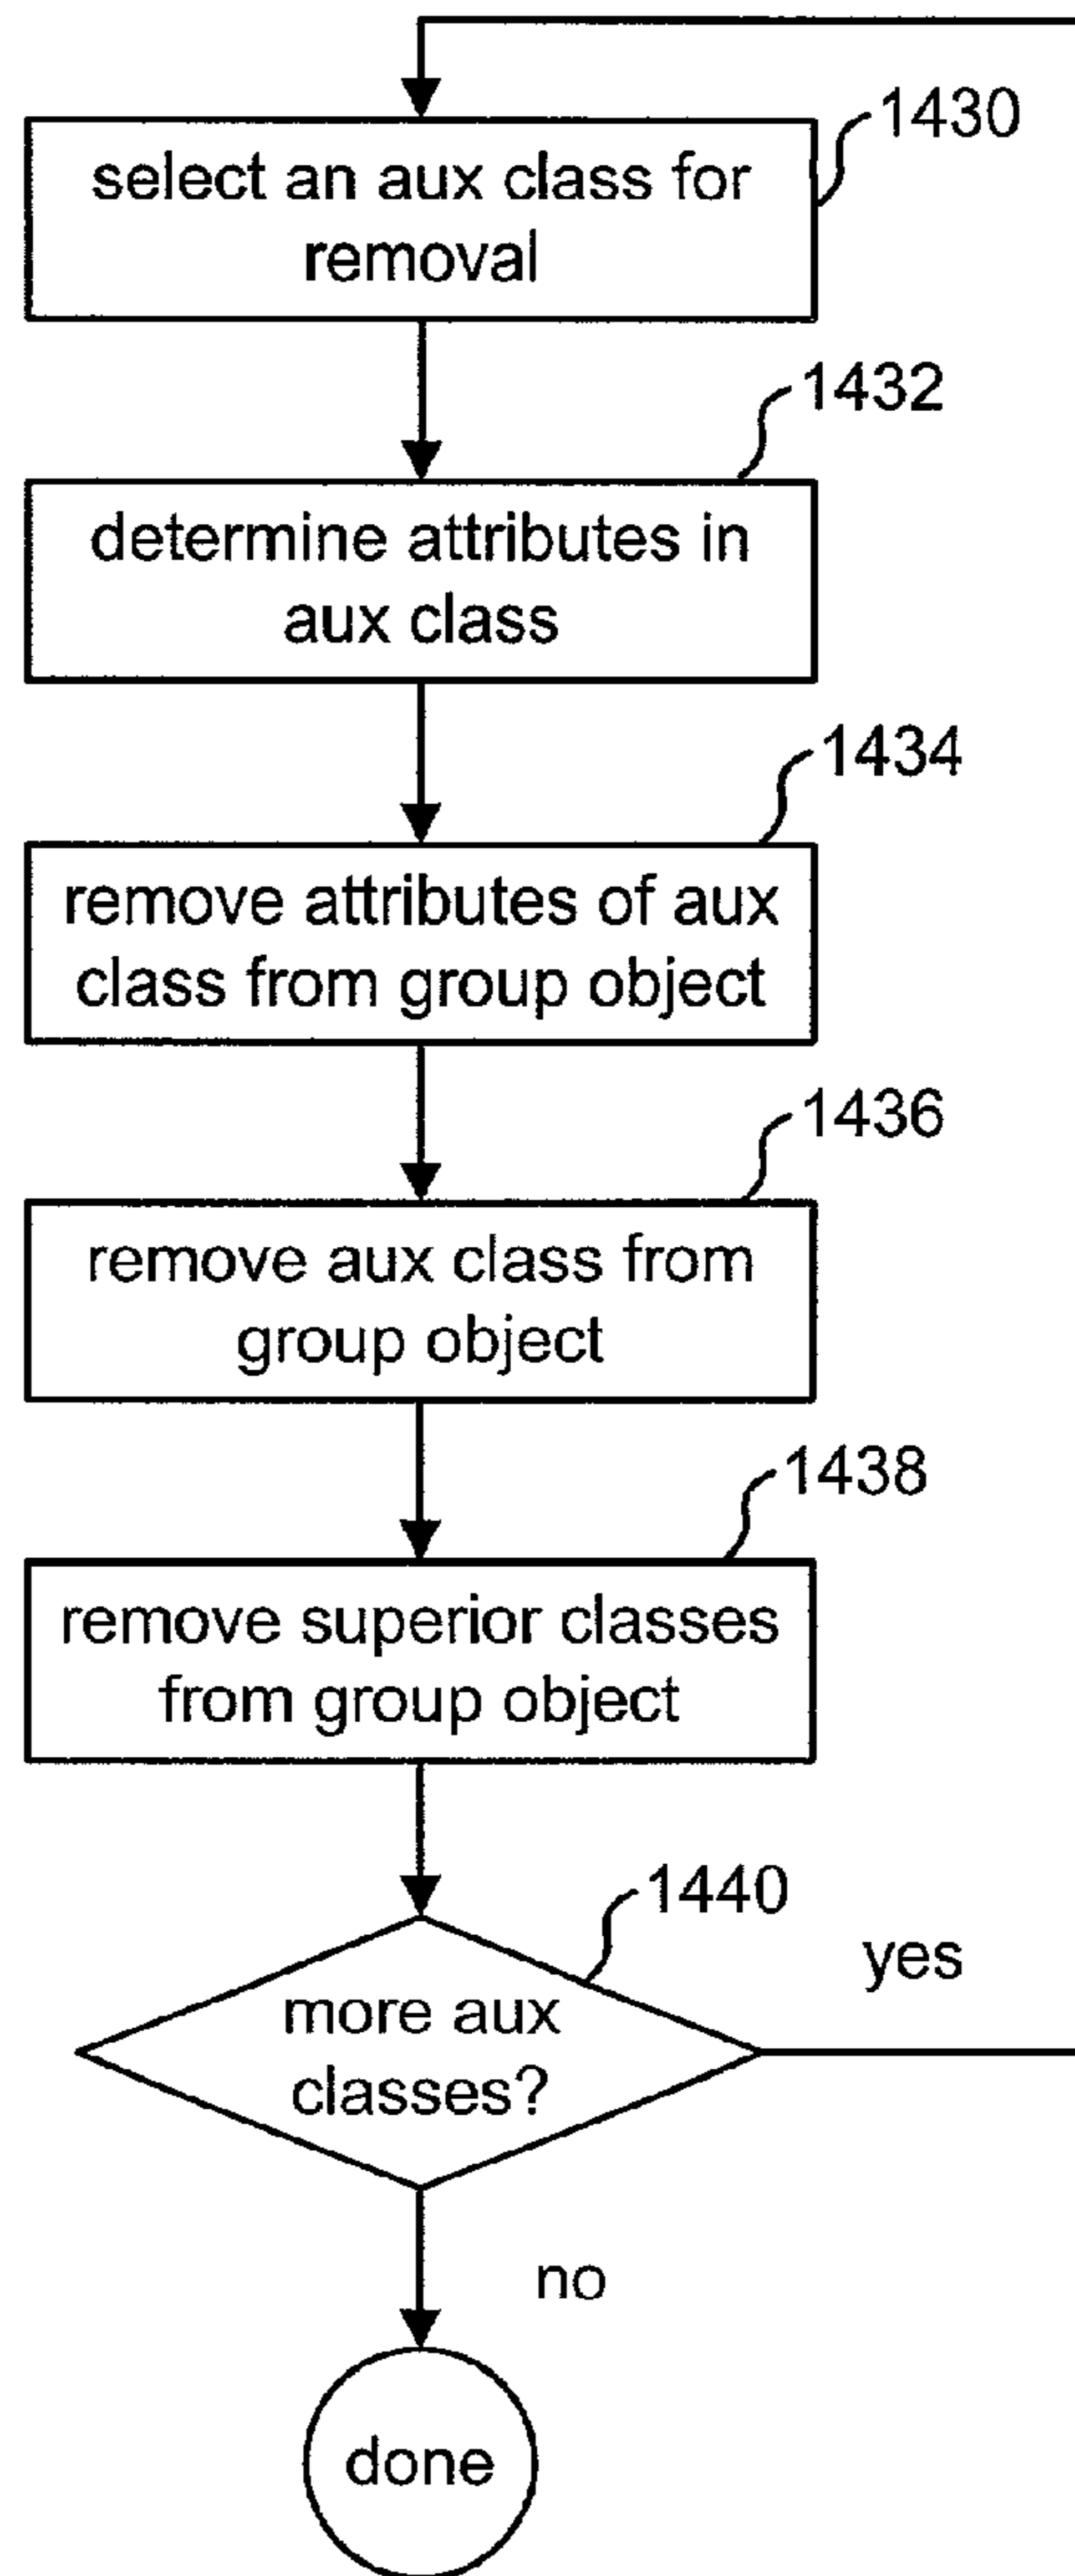 1430
select an aux class for
removal
1432
determine attributes in
aux class
1434
remove attributes of aux
class from group object
1436
remove aux class from
group object
1438
remove superior classes
from group object
1440
more aux
classes?
yes
no
done